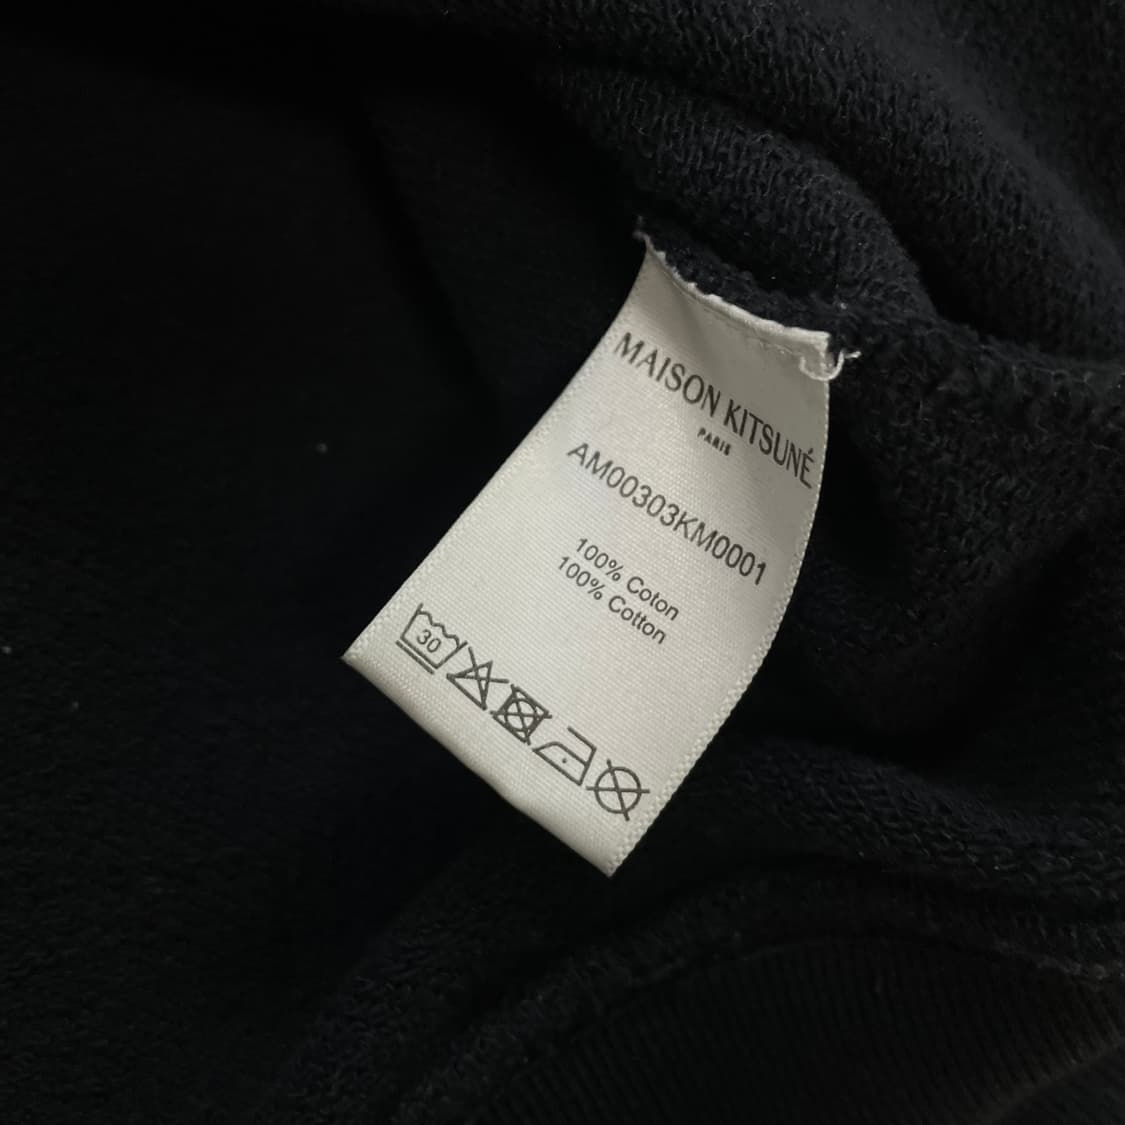 MAISON KITSUNÉ
PARIS
AM00303KM0001
100% Coton
100% Cotton
30